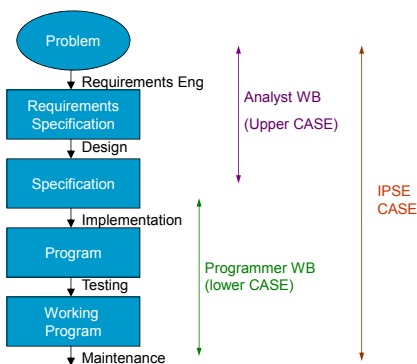 Problem
Requirements Eng
Requirements
Specification
Design
Specification
Implementation
Program
Testing
Working
Program
Maintenance
Analyst WB
(Upper CASE)
Programmer WB
(lower CASE)
IPSE
CASE